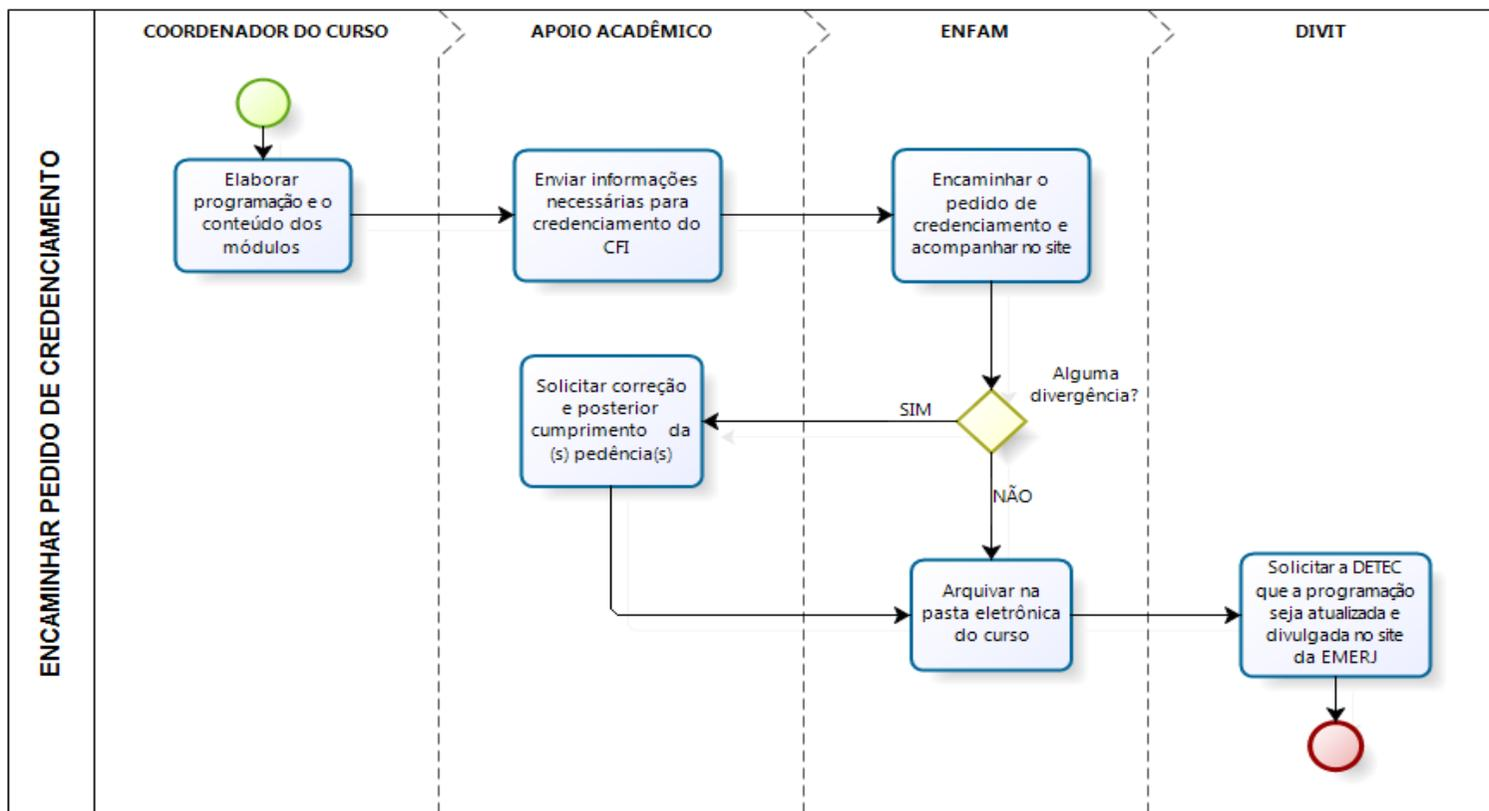 ENCAMINHAR PEDIDO DE CREDENCIAMENTO
COORDENADOR DO CURSO
APOIO ACADÊMICO
ENFAM
DIVIT
Elaborar
programação e o
conteúdo dos
módulos
Enviar informações
necessárias para
credenciamento do
CFI
Encaminhar o
pedido de
credenciamento e
acompanhar no site
Alguma
divergência?
SIM
Solicitar correção
e posterior
cumprimento da
(s) pedência(s)
NÃO
Arquivar na
pasta eletrônica
do curso
Solicitar a DETEC
que a programação
seja atualizada e
divulgada no site
da EMERJ